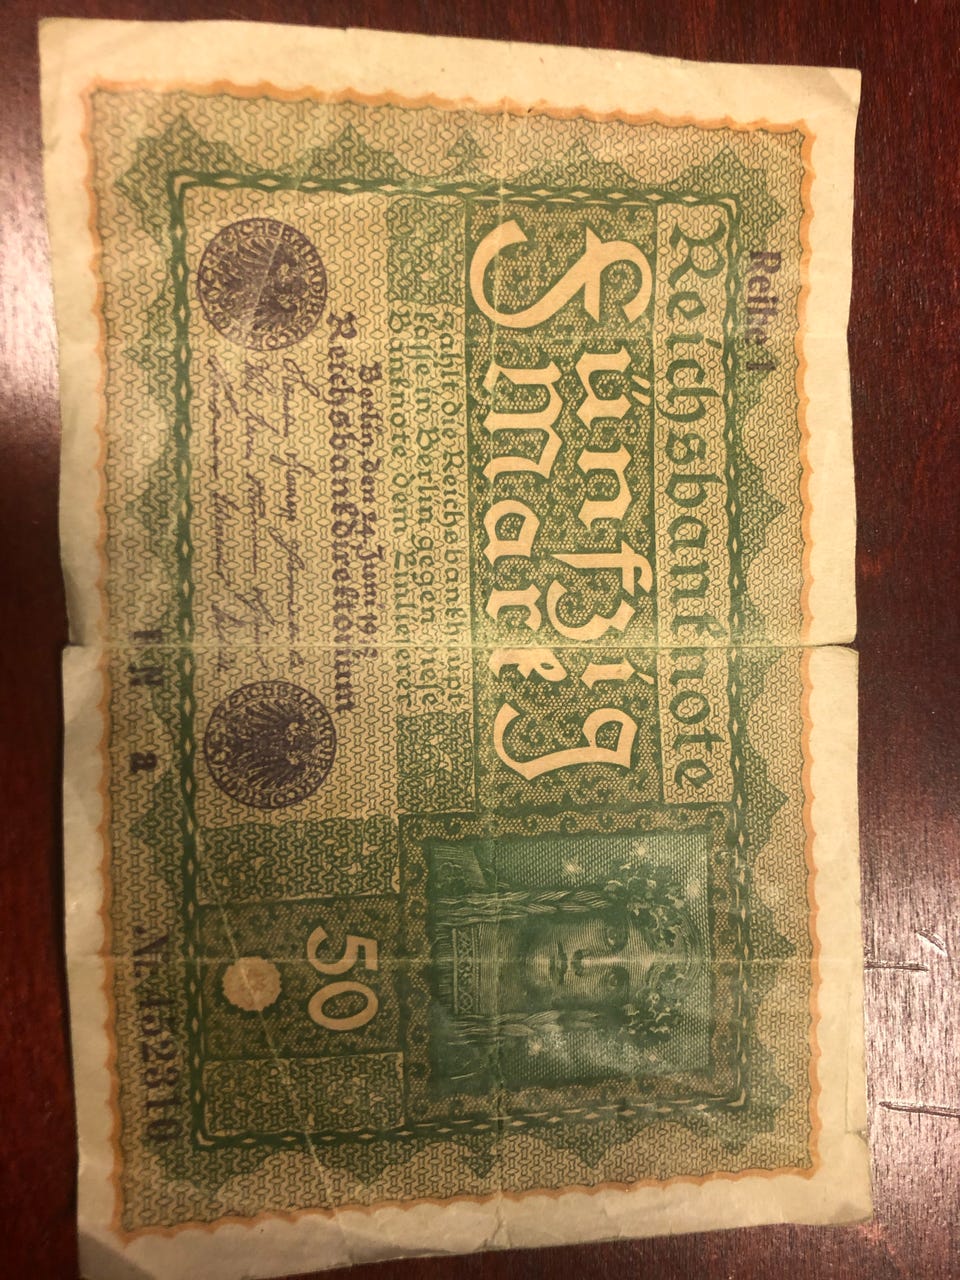 Reihe 1
Reichsbanknote
Fünfzig
Mark
zahlt die Reichsbankhaupt
kasse in Berlin gegen diese
Banknote dem Einlieferer
Berlin, den 24. Juni
Reichsbankdirektorium
50
a Nr.